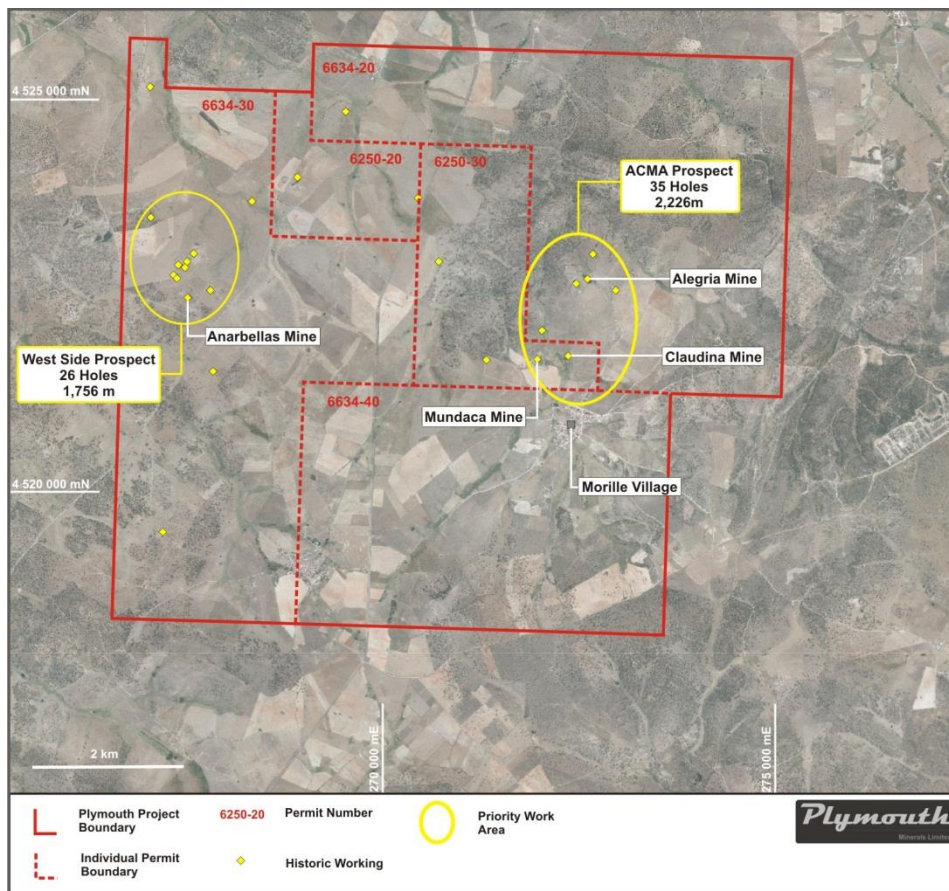 6634-20
4 525 000 mN
6634-30
6250-20
6250-30
ACMA Prospect
35 Holes
2,226m
Alegria Mine
Anarbellas Mine
West Side Prospect
26 Holes
1,756 m
Claudina Mine
6634-40
Mundaca Mine
Morille Village
4 520 000 mN
2 km
270 000 mE
275 000 mE
Plymouth Project
Boundary
6250-20
Permit Number
Priority Work
Area
Individual Permit
Boundary
Historic Working
Plymouth
Minerals Limited